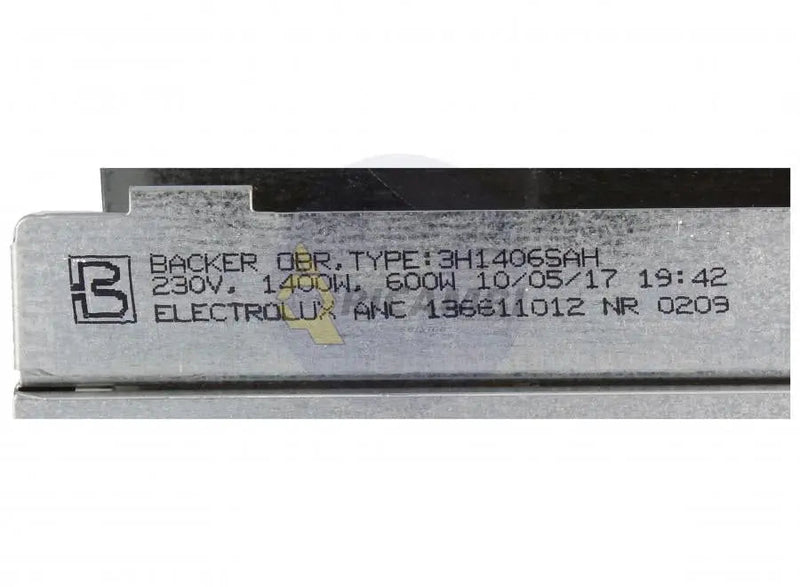 BACKER OBR, TYPE:3H1406SAH
230V, 1400W, 600W 10/05/17 19:42
ELECTROLUX ANC 136611012 NR 0209